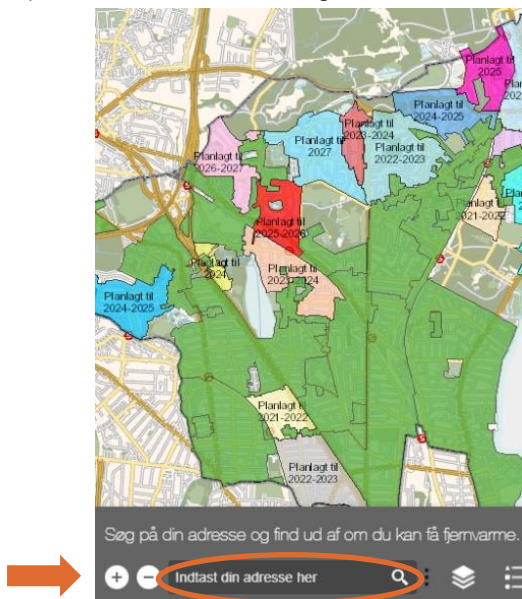 Planlagt til
2025
Planlagt til
2024-2025
Planlagt til
2023-2024
Planlagt til
2027
Planlagt til
2022-2023
Planlagt til
2026-2027
Planlagt til
2021-2022
Planlagt til
2025-2026
Planlagt til
2024
Planlagt til
2023-2024
Planlagt til
2024-2025
Planlagt til
2021-2022
Planlagt til
2022-2023
Søg på din adresse og find ud af om du kan få fjernvarme.
Indtast din adresse her